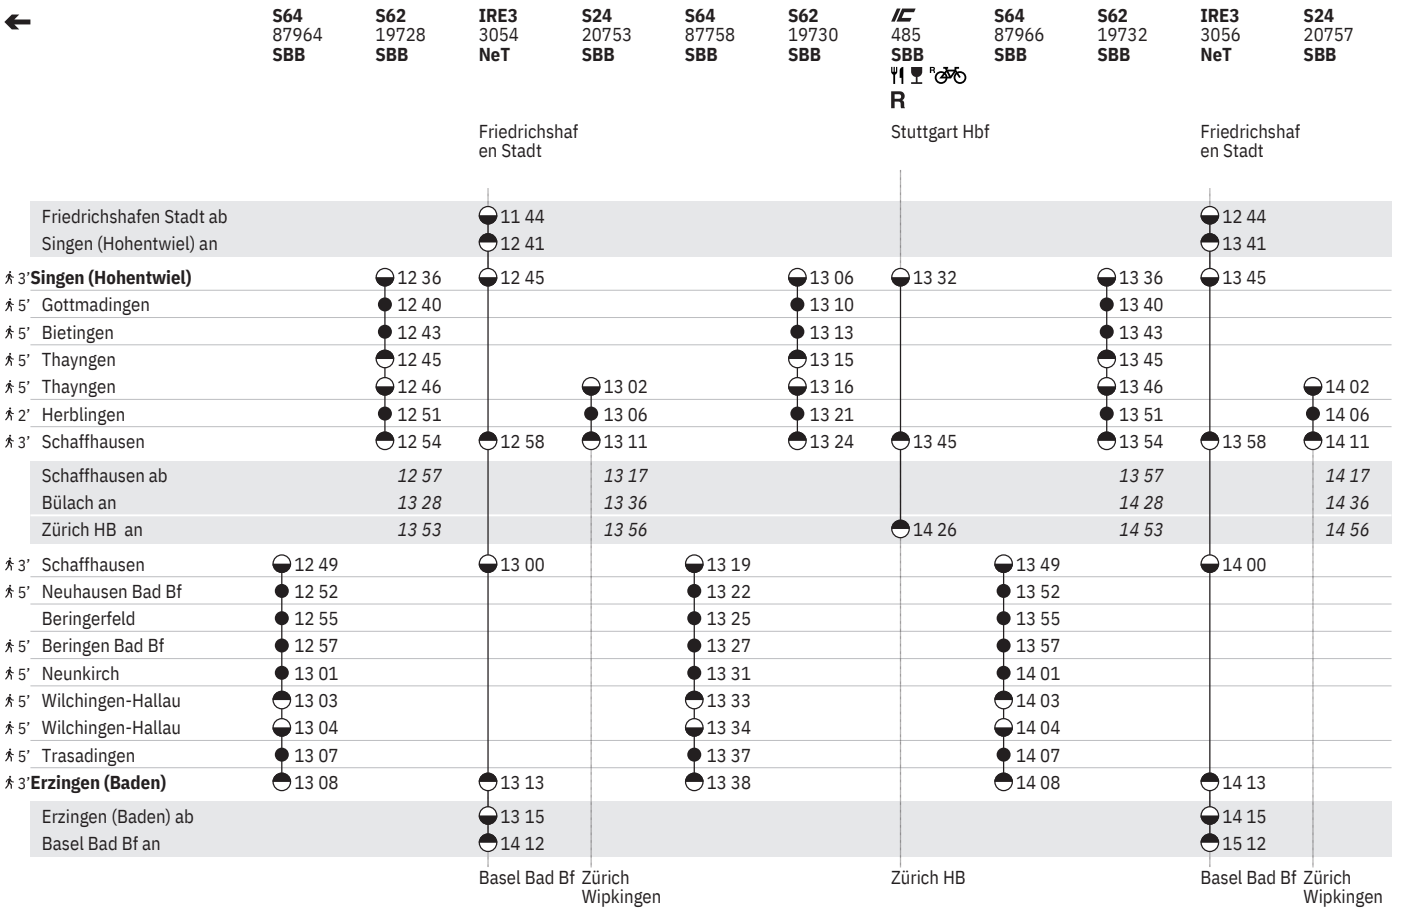 S64 S62 IRE3 S24 S64 S62 IC S64 S62 IRE3 S24
87964 19728 3054 20753 87758 19730 485 87966 19732 3056 20757
SBB SBB NeT SBB SBB SBB SBB SBB SBB NeT SBB
R
R
Friedrichshaf Stuttgart Hbf Friedrichshaf
en Stadt en Stadt
Friedrichshafen Stadt ab 11 44 12 44
Singen (Hohentwiel) an 12 41 13 41
3' Singen (Hohentwiel) 12 36 12 45 13 06 13 32 13 36 13 45
5' Gottmadingen 12 40 13 10 13 40
5' Bietingen 12 43 13 13 13 43
5' Thayngen 12 45 13 15 13 45
5' Thayngen 12 46 13 02 13 16 13 46 14 02
2' Herblingen 12 51 13 06 13 21 13 51 14 06
3' Schaffhausen 12 54 12 58 13 11 13 24 13 45 13 54 13 58 14 11
Schaffhausen ab 12 57 13 17 13 57 14 17
Bülach an 13 28 13 36 14 28 14 36
Zürich HB an 13 53 13 56 14 26 14 53 14 56
3' Schaffhausen 12 49 13 00 13 19 13 49 14 00
5' Neuhausen Bad Bf 12 52 13 22 13 52
Beringerfeld 12 55 13 25 13 55
5' Beringen Bad Bf 12 57 13 27 13 57
5' Neunkirch 13 01 13 31 14 01
5' Wilchingen-Hallau 13 03 13 33 14 03
5' Wilchingen-Hallau 13 04 13 34 14 04
5' Trasadingen 13 07 13 37 14 07
3' Erzingen (Baden) 13 08 13 13 13 38 14 08 14 13
Erzingen (Baden) ab 13 15 14 15
Basel Bad Bf an 14 12 15 12
Basel Bad Bf Zürich Zürich HB Basel Bad Bf Zürich
Wipkingen Wipkingen